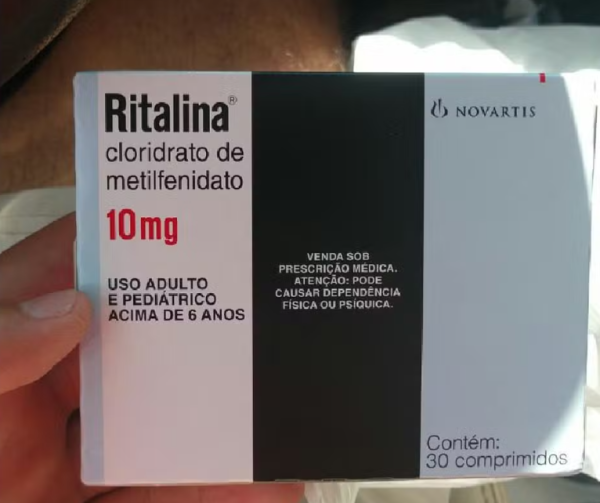 Ritalina®
cloridrato de
metilfenidato
10mg
USO ADULTO
E PEDIÁTRICO
ACIMA DE 6 ANOS
VENDA SOB
PRESCRIÇÃO MÉDICA.
ATENÇÃO: PODE
CAUSAR DEPENDÊNCIA
FÍSICA OU PSÍQUICA.
NOVARTIS
Contém:
30 comprimidos